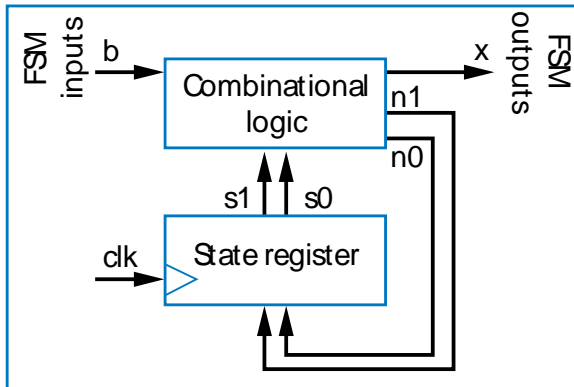 FSM
inputs
b
Combinational
logic
x
FSM
outputs
n1
n0
s1
s0
clk
State register